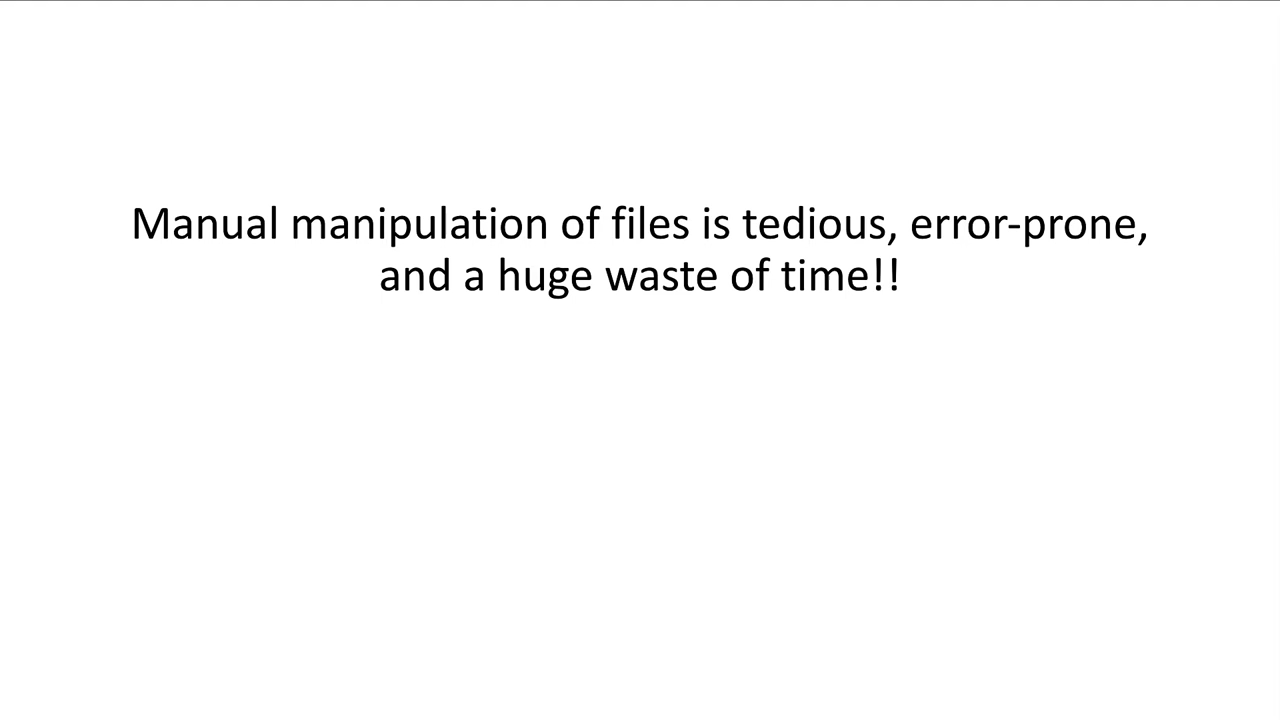 Manual manipulation of files is tedious, error-prone,
and a huge waste of time!!